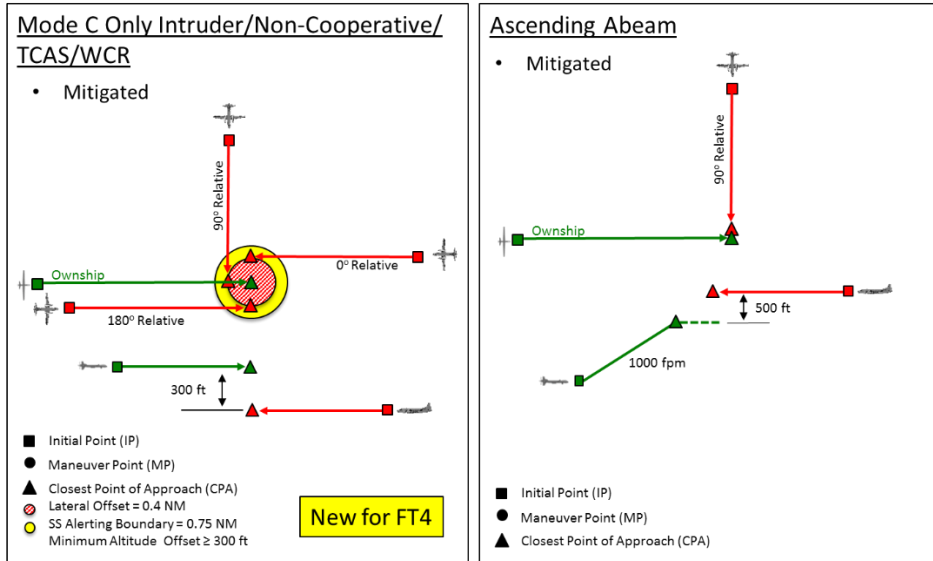 Mode C Only Intruder/Non-Cooperative/
TCAS/WCR
• Mitigated
90° Relative
Ownship
0° Relative
180° Relative
300 ft
Initial Point (IP)
Maneuver Point (MP)
Closest Point of Approach (CPA)
Lateral Offset = 0.4 NM
SS Alerting Boundary = 0.75 NM
Minimum Altitude Offset ≥ 300 ft
New for FT4
Ascending Abeam
• Mitigated
90° Relative
Ownship
500 ft
1000 fpm
Initial Point (IP)
Maneuver Point (MP)
Closest Point of Approach (CPA)